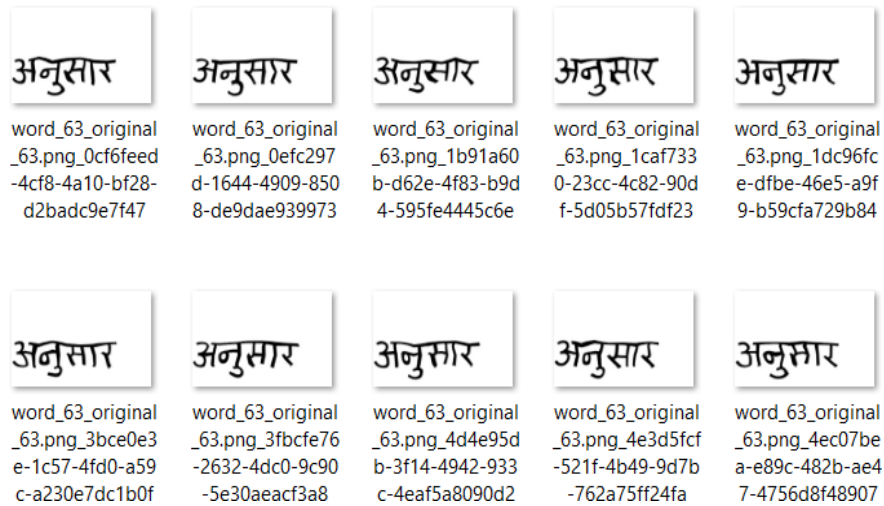 अनुसार अनुसार अनुसार अनुसार अनुसार
word_63_original word_63_original word_63_original word_63_original word_63_original
_63.png_0cf6feed _63.png_0efc297 _63.png_1b91a60 _63.png_1caf733 _63.png_1dc96fc
-4cf8-4a10-bf28- d-1644-4909-850 b-d62e-4f83-b9d 0-23cc-4c82-90d e-dfbe-46e5-a9f
d2badc9e7f47 8-de9dae939973 4-595fe4445c6e f-5d05b57fdf23 9-b59cfa729b84
अनुसार अनुसार अनुसार अनुसार अनुसार
word_63_original word_63_original word_63_original word_63_original word_63_original
_63.png_3bce0e3 _63.png_3fbcfe76 _63.png_4d4e95d _63.png_4e3d5fcf _63.png_4ec07be
e-1c57-4fd0-a59 -2632-4dc0-9c90 b-3f14-4942-933 -521f-4b49-9d7b a-e89c-482b-ae4
c-a230e7dc1b0f -5e30aeacf3a8 c-4eaf5a8090d2 -762a75ff24fa 7-4756d8f48907